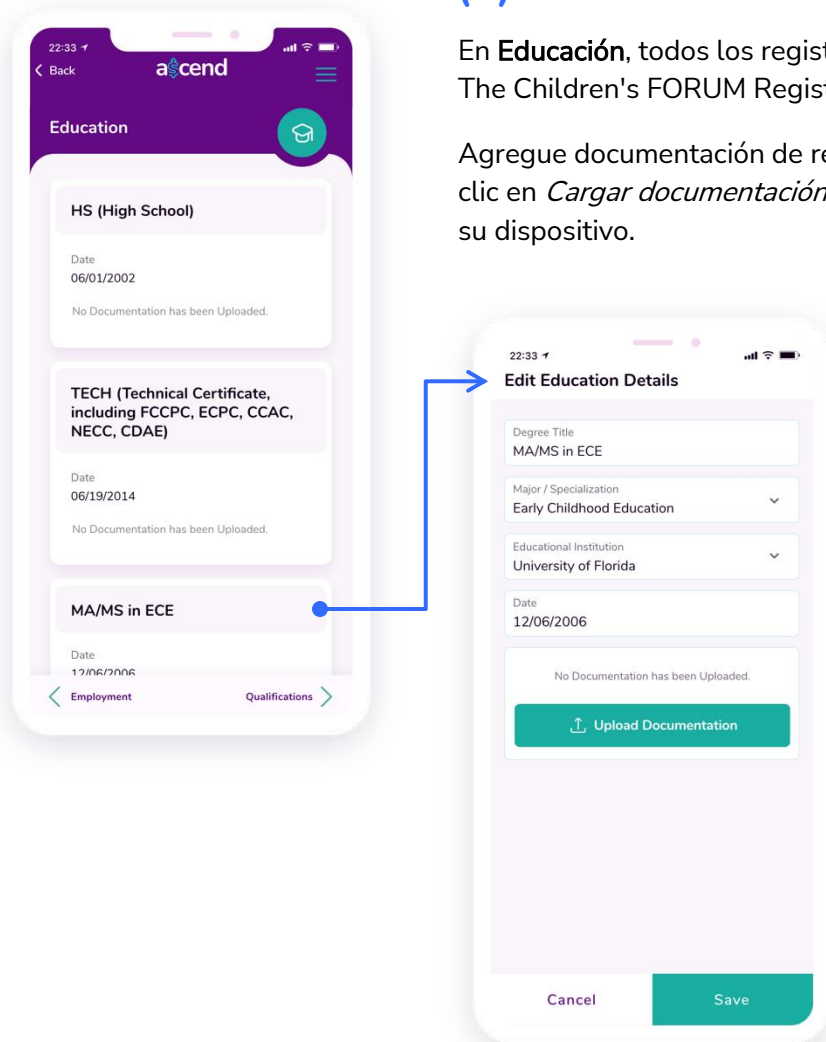 22:33
Back
a$cend
Education
HS (High School)
Date
06/01/2002
No Documentation has been Uploaded.
TECH (Technical Certificate,
including FCCPC, ECPC, CCAC,
NECC, CDAE)
Date
06/19/2014
No Documentation has been Uploaded.
MA/MS in ECE
Date
12/06/2006
Employment
Qualifications
En Educación, todos los regist
The Children's FORUM Regist
Agregue documentación de re
clic en Cargar documentación
su dispositivo.
22:33
Edit Education Details
Degree Title
MA/MS in ECE
Major / Specialization
Early Childhood Education
Educational Institution
University of Florida
Date
12/06/2006
No Documentation has been Uploaded.
Upload Documentation
Cancel
Save